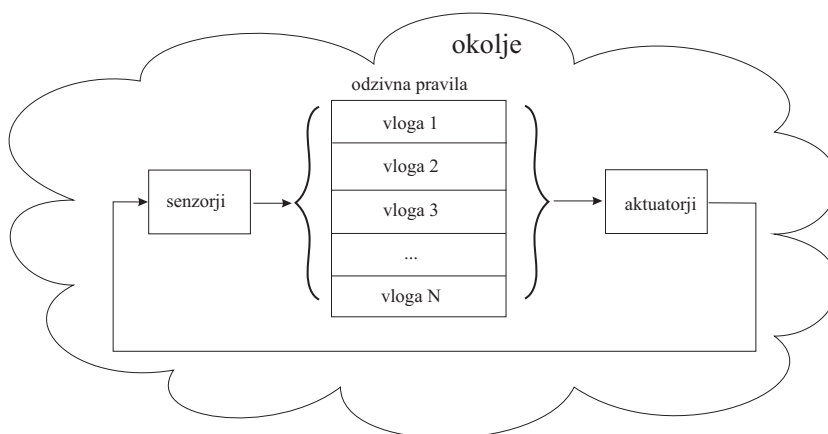 okolje
odzivna pravila
vloga 1
vloga 2
senzorji
vloga 3
aktuatorji
...
vloga N